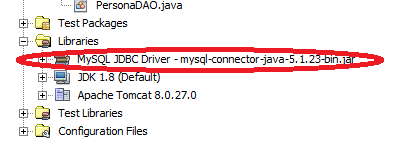 PersonaDAO.java
Test Packages
Libraries
MySQL JDBC Driver - mysql-connector-java-5.1.23-bin.jar
JDK 1.8 (Default)
Apache Tomcat 8.0.27.0
Test Libraries
Configuration Files